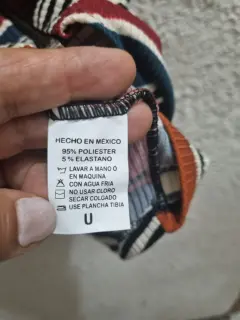 HECHO EN MÉXICO
95% POLIESTER
5% ELASTANO
LAVAR A MANO O
EN MAQUINA
CON AGUA FRIA
NO USAR CLORO
SECAR COLGADO
USE PLANCHA TIBIA
U